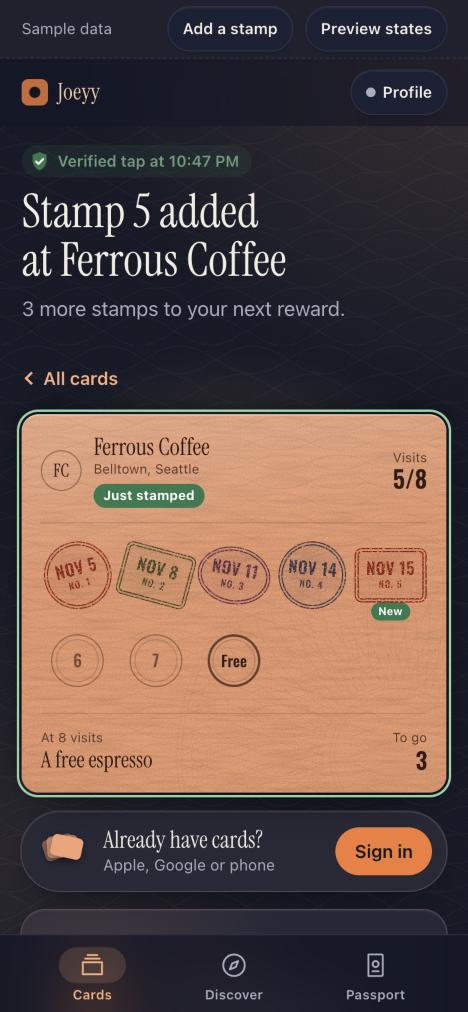 Sample data
Add a stamp
Preview states
Joeyy
Profile
Verified tap at 10:47 PM
Stamp 5 added
at Ferrous Coffee
3 more stamps to your next reward.
All cards
FC
Ferrous Coffee
Belltown, Seattle
Just stamped
Visits
5/8
NOV 5
NO. 1
NOV 8
NO. 2
NOV 11
NO. 3
NOV 14
NO. 4
NOV 15
NO. 5
New
6
7
Free
At 8 visits
A free espresso
To go
3
Already have cards?
Apple, Google or phone
Sign in
Cards
Discover
Passport